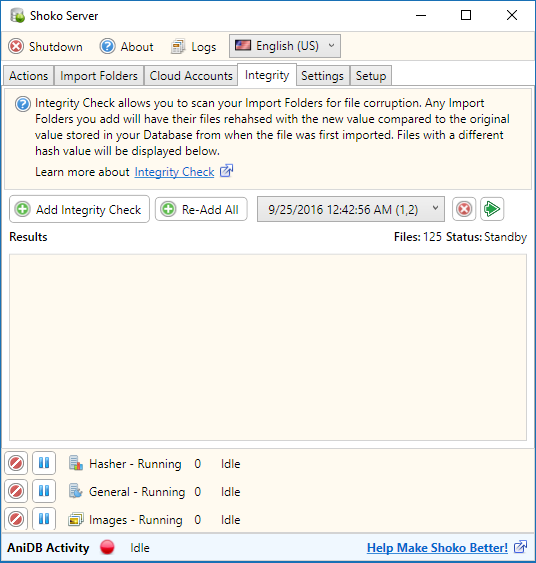 Shoko Server
Shutdown About Logs English (US)
Actions Import Folders Cloud Accounts Integrity Settings Setup
Integrity Check allows you to scan your Import Folders for file corruption. Any Import
Folders you add will have their files rehahsed with the new value compared to the original
value stored in your Database from when the file was first imported. Files with a different
hash value will be displayed below.
Learn more about Integrity Check
Add Integrity Check Re-Add All 9/25/2016 12:42:56 AM (1,2)
Results Files: 125 Status: Standby
Hasher - Running 0 Idle
General - Running 0 Idle
Images - Running 0 Idle
AniDB Activity Idle Help Make Shoko Better!